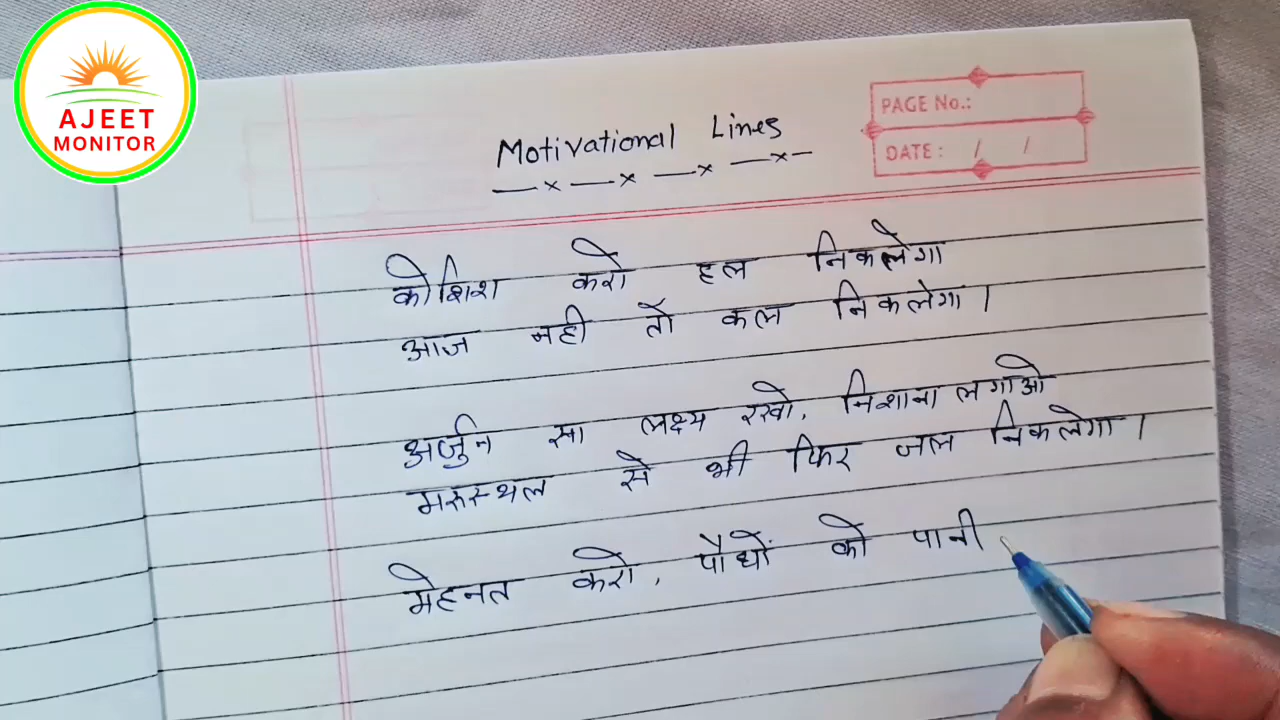 AJEET
MONITOR
PAGE No.:
DATE: / /
Motivational Lines
कोशिश करो हल निकलेगा
आज नही तो कल निकलेगा।
अर्जुन सा लक्ष्य रखो, निशाना लगाओ
मरुस्थल से भी फिर जल निकलेगा।
मेहनत करो, पौधों को पानी